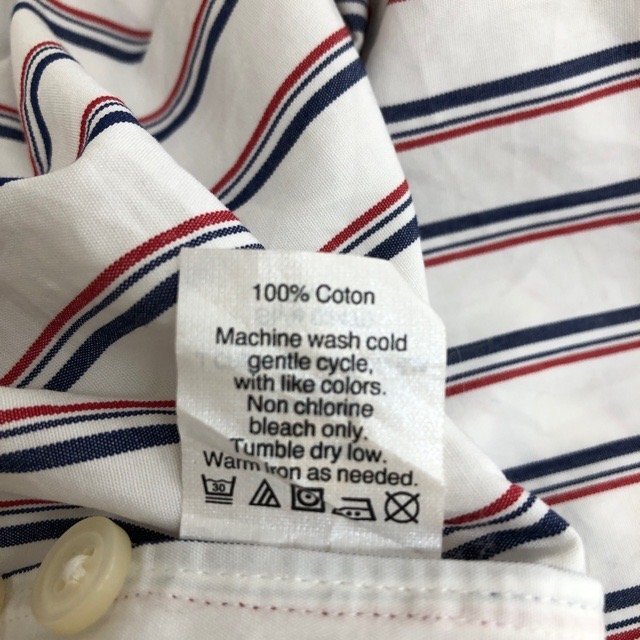 100% Coton
Machine wash cold
gentle cycle,
with like colors.
Non chlorine
bleach only.
Tumble dry low.
Warm iron as needed.
30